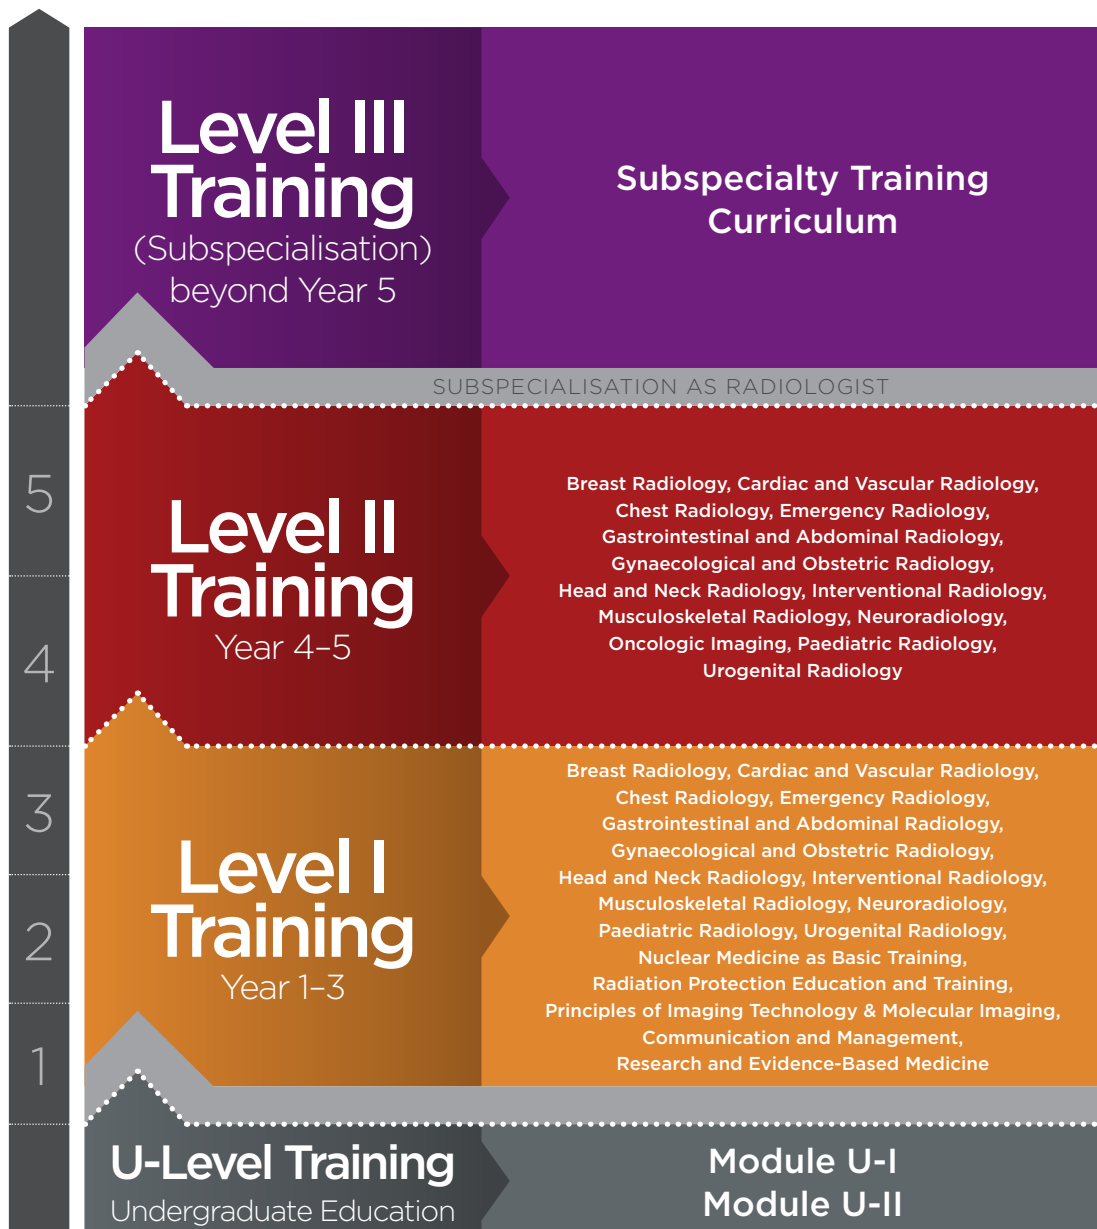 Level III
Training
(Subspecialisation)
beyond Year 5
Subspecialty Training
Curriculum
SUBSPECIALISATION AS RADIOLOGIST
5
4
Level II
Training
Year 4–5
Breast Radiology, Cardiac and Vascular Radiology,
Chest Radiology, Emergency Radiology,
Gastrointestinal and Abdominal Radiology,
Gynaecological and Obstetric Radiology,
Head and Neck Radiology, Interventional Radiology,
Musculoskeletal Radiology, Neuroradiology,
Oncologic Imaging, Paediatric Radiology,
Urogenital Radiology
3
2
1
Level I
Training
Year 1–3
Breast Radiology, Cardiac and Vascular Radiology,
Chest Radiology, Emergency Radiology,
Gastrointestinal and Abdominal Radiology,
Gynaecological and Obstetric Radiology,
Head and Neck Radiology, Interventional Radiology,
Musculoskeletal Radiology, Neuroradiology,
Paediatric Radiology, Urogenital Radiology,
Nuclear Medicine as Basic Training,
Radiation Protection Education and Training,
Principles of Imaging Technology & Molecular Imaging,
Communication and Management,
Research and Evidence-Based Medicine
U-Level Training
Undergraduate Education
Module U-I
Module U-II